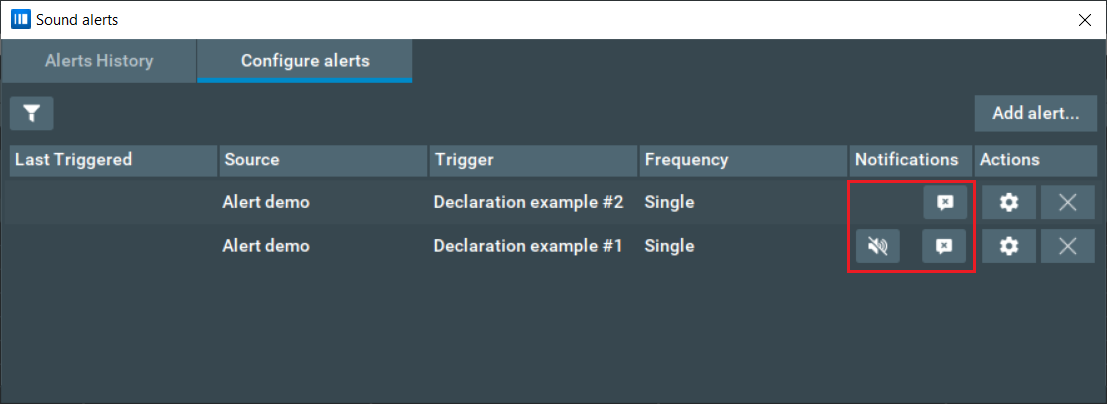 Sound alerts
Alerts History Configure alerts
Add alert...
Last Triggered Source Trigger Frequency Notifications Actions
Alert demo Declaration example #2 Single
Alert demo Declaration example #1 Single